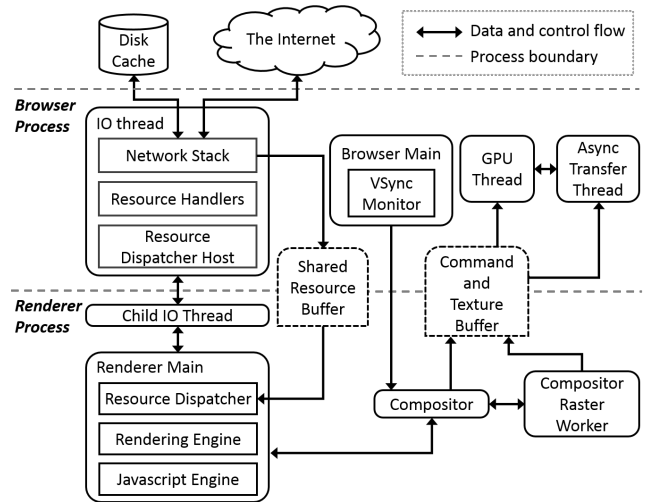 Disk
Cache
The Internet
Data and control flow
Process boundary
Browser
Process
IO thread
Network Stack
Resource Handlers
Resource
Dispatcher Host
Browser Main
VSync
Monitor
GPU
Thread
Async
Transfer
Thread
Shared
Resource
Buffer
Command
and
Texture
Buffer
Renderer
Process
Child IO Thread
Renderer Main
Resource Dispatcher
Rendering Engine
Javascript Engine
Compositor
Compositor
Raster
Worker